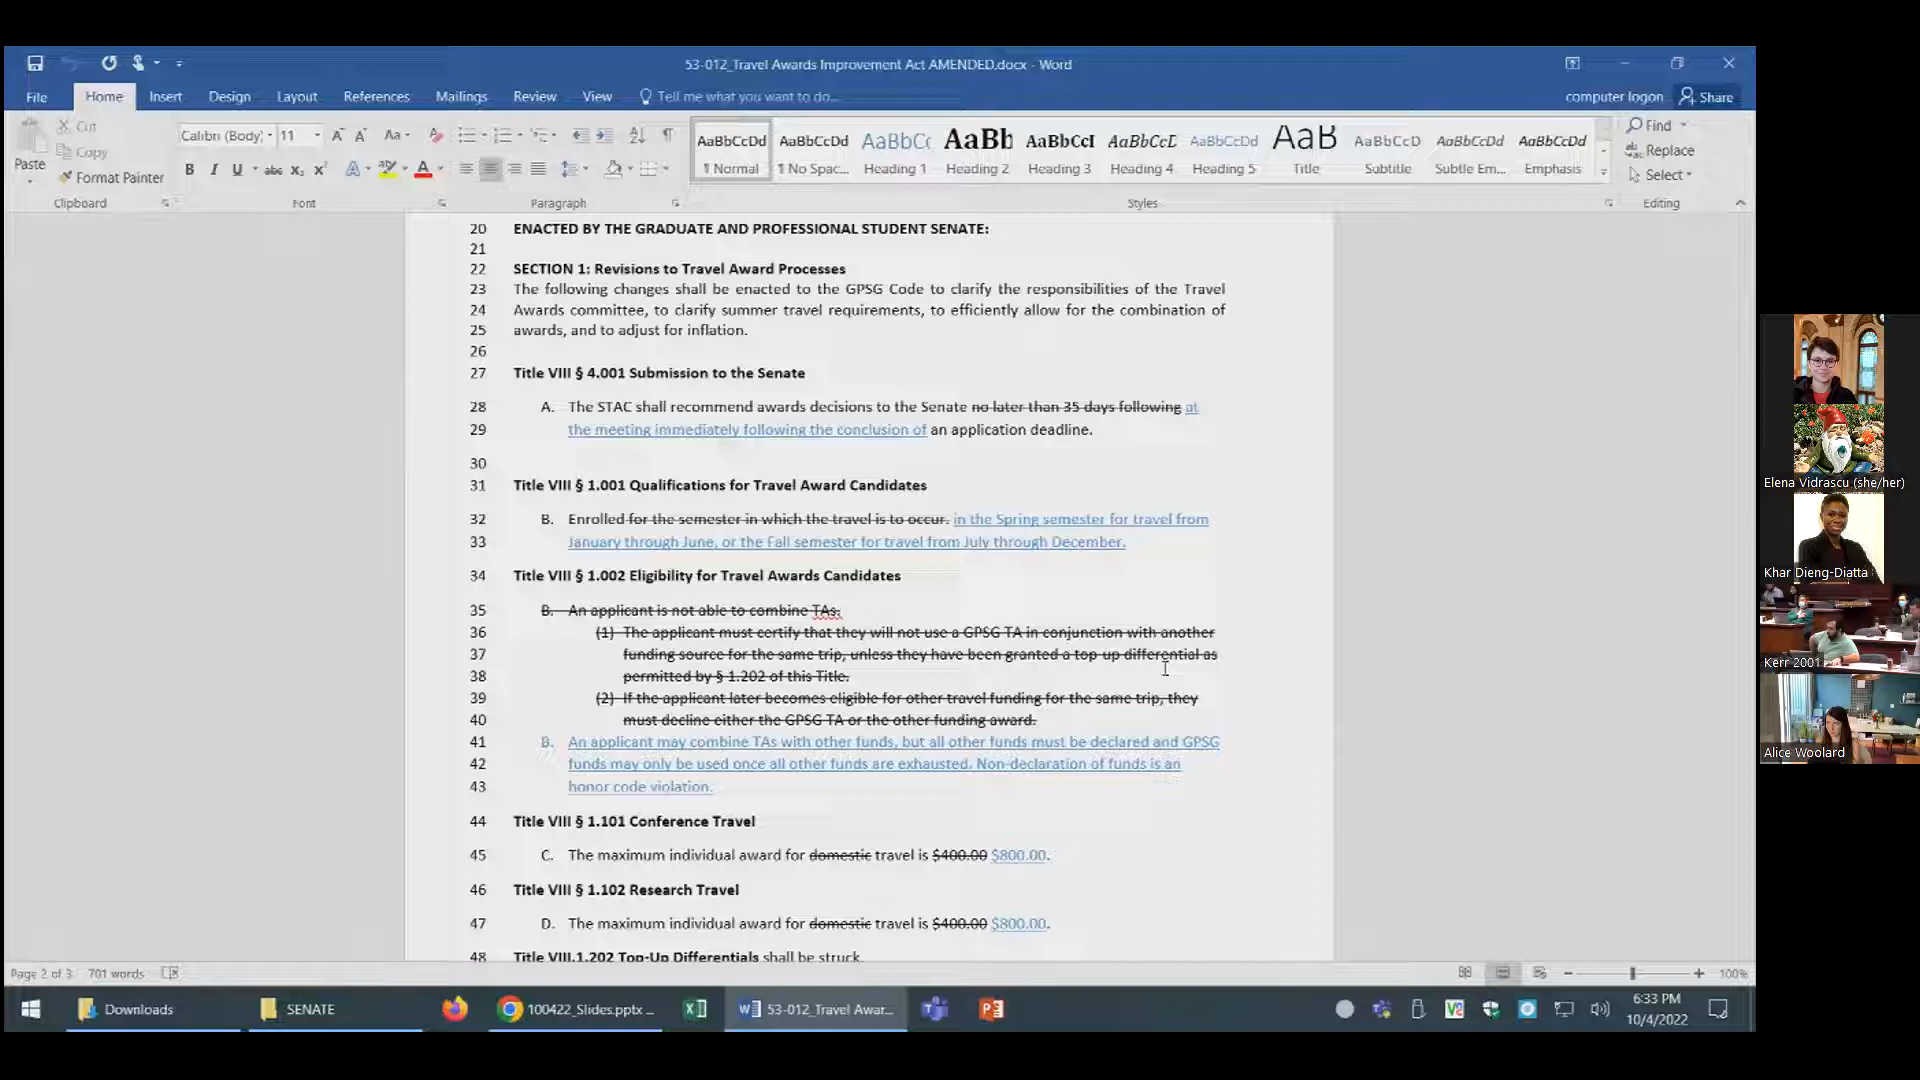 53-012_Travel Awards Improvement Act AMENDED.docx - Word
File Home Insert Design Layout References Mailings Review View Tell me what you want to do... computer logon Share
Paste
Cut
Copy
Format Painter
Clipboard
Calibri (Body) 11
Font
Paragraph
AaBbCcDd AaBbCcDd AaBbCc AaBb AaBbCcI AaBbCcD AaBbCcDd AaB AaBbCcD AaBbCcDd AaBbCcDd
¶ Normal ¶ No Spac... Heading 1 Heading 2 Heading 3 Heading 4 Heading 5 Title Subtitle Subtle Em... Emphasis
Styles
Find
Replace
Select
Editing
20 ENACTED BY THE GRADUATE AND PROFESSIONAL STUDENT SENATE:
21
22 SECTION 1: Revisions to Travel Award Processes
23 The following changes shall be enacted to the GPSG Code to clarify the responsibilities of the Travel
24 Awards committee, to clarify summer travel requirements, to efficiently allow for the combination of
25 awards, and to adjust for inflation.
26
27 Title VIII § 4.001 Submission to the Senate
28 A. The STAC shall recommend awards decisions to the Senate no later than 35 days following at
29 the meeting immediately following the conclusion of an application deadline.
30
31 Title VIII § 1.001 Qualifications for Travel Award Candidates
32 B. Enrolled for the semester in which the travel is to occur. in the Spring semester for travel from
33 January through June, or the Fall semester for travel from July through December.
34 Title VIII § 1.002 Eligibility for Travel Awards Candidates
35 B. An applicant is not able to combine TAs.
36 (1) The applicant must certify that they will not use a GPSG TA in conjunction with another
37 funding source for the same trip, unless they have been granted a top-up differential as
38 permitted by § 1.202 of this Title.
39 (2) If the applicant later becomes eligible for other travel funding for the same trip, they
40 must decline either the GPSG TA or the other funding award.
41 B. An applicant may combine TAs with other funds, but all other funds must be declared and GPSG
42 funds may only be used once all other funds are exhausted. Non-declaration of funds is an
43 honor code violation.
44 Title VIII § 1.101 Conference Travel
45 C. The maximum individual award for domestic travel is $400.00 $800.00.
46 Title VIII § 1.102 Research Travel
47 D. The maximum individual award for domestic travel is $400.00 $800.00.
48 Title VIII.1.202 Top-Up Differentials shall be struck.
Page 2 of 3 701 words 100%
Downloads SENATE 100422_Slides.pptx ... 53-012_Travel Awar...
6:33 PM
10/4/2022
Elena Vidrascu (she/her)
Khar Dieng-Diatta
Kerr 2001
Alice Woolard